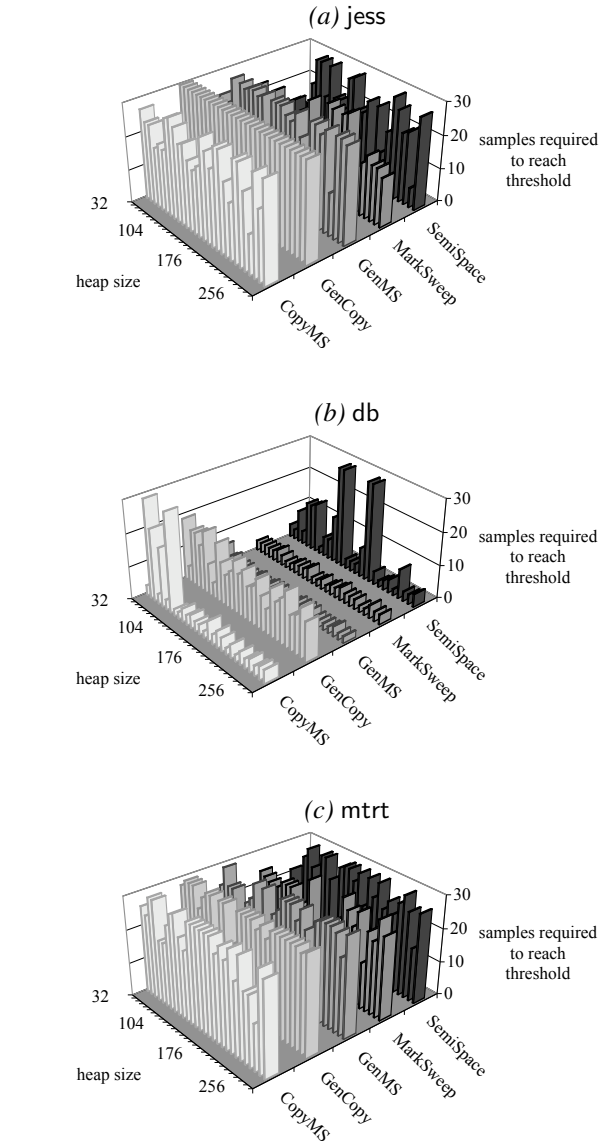 (a) jess
30
20
10
0
samples required
to reach
threshold
32
104
176
256
heap size
CopyMS
GenCopy
GenMS
MarkSweep
SemiSpace
(b) db
30
20
10
0
samples required
to reach
threshold
32
104
176
256
heap size
CopyMS
GenCopy
GenMS
MarkSweep
SemiSpace
(c) mtrt
30
20
10
0
samples required
to reach
threshold
32
104
176
256
heap size
CopyMS
GenCopy
GenMS
MarkSweep
SemiSpace